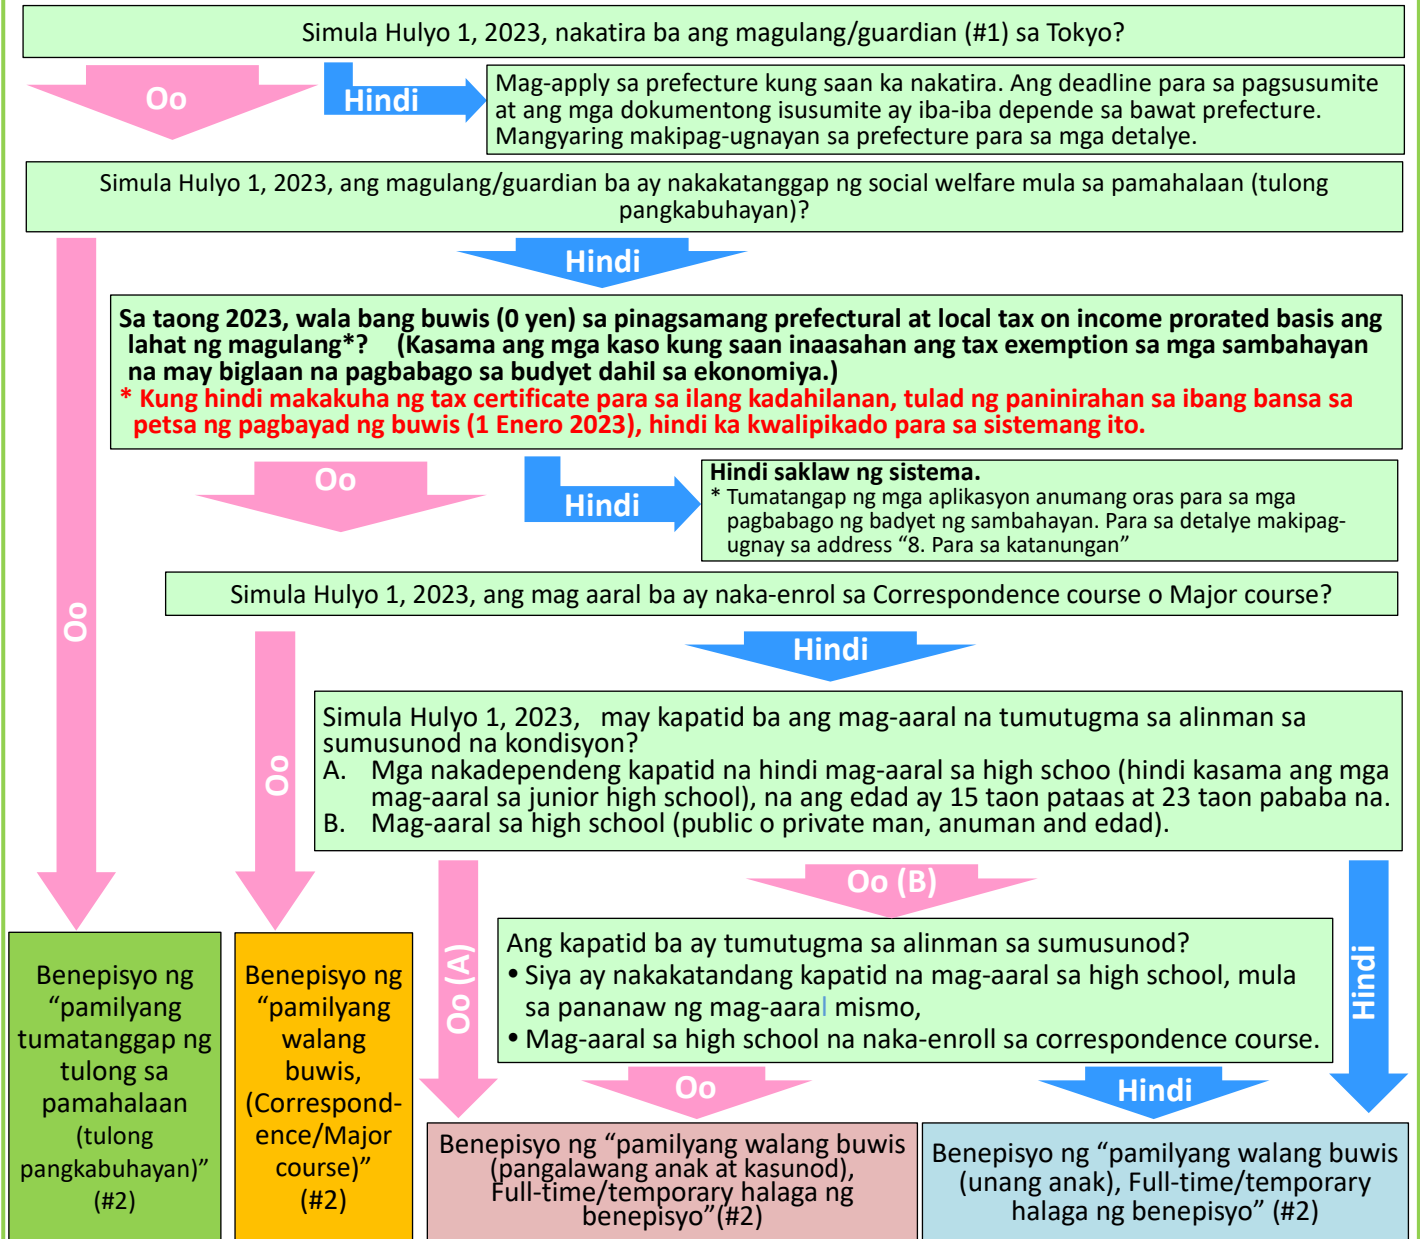 Simula Hulyo 1, 2023, nakatira ba ang magulang/guardian (#1) sa Tokyo?
Oo
Hindi
Mag-apply sa prefecture kung saan ka nakatira. Ang deadline para sa pagsusumite
at ang mga dokumentong isusumite ay iba-iba depende sa bawat prefecture.
Mangyaring makipag-ugnayan sa prefecture para sa mga detalye.
Simula Hulyo 1, 2023, ang magulang/guardian ba ay nakakatanggap ng social welfare mula sa pamahalaan (tulong
pangkabuhayan)?
Oo
Hindi
Sa taong 2023, wala bang buwis (0 yen) sa pinagsamang prefectural at local tax on income prorated basis ang
lahat ng magulang*? (Kasama ang mga kaso kung saan inaasahan ang tax exemption sa mga sambahayan
na may biglaan na pagbabago sa budyet dahil sa ekonomiya.)
* Kung hindi makakuha ng tax certificate para sa ilang kadahilanan, tulad ng paninirahan sa ibang bansa sa
petsa ng pagbayad ng buwis (1 Enero 2023), hindi ka kwalipikado para sa sistemang ito.
Oo
Hindi
Hindi saklaw ng sistema.
* Tumatangap ng mga aplikasyon anumang oras para sa mga
pagbabago ng badyet ng sambahayan. Para sa detalye makipag-
ugnay sa address “8. Para sa katanungan”
Simula Hulyo 1, 2023, ang mag aaral ba ay naka-enrol sa Correspondence course o Major course?
Oo
Hindi
Simula Hulyo 1, 2023, may kapatid ba ang mag-aaral na tumutugma sa alinman sa
sumusunod na kondisyon?
A. Mga nakadependeng kapatid na hindi mag-aaral sa high schoo (hindi kasama ang mga
mag-aaral sa junior high school), na ang edad ay 15 taon pataas at 23 taon pababa na.
B. Mag-aaral sa high school (public o private man, anuman and edad).
Oo (A)
Oo (B)
Hindi
Ang kapatid ba ay tumutugma sa alinman sa sumusunod?
• Siya ay nakakatandang kapatid na mag-aaral sa high school, mula
sa pananaw ng mag-aaral mismo,
• Mag-aaral sa high school na naka-enroll sa correspondence course.
Oo
Hindi
Benepisyo ng
“pamilyang
tumatanggap ng
tulong sa
pamahalaan
(tulong
pangkabuhayan)”
(#2)
Benepisyo ng
“pamilyang
walang
buwis,
(Correspond-
ence/Major
course)”
(#2)
Benepisyo ng “pamilyang walang buwis
(pangalawang anak at kasunod),
Full-time/temporary halaga ng
benepisyo”(#2)
Benepisyo ng “pamilyang walang buwis
(unang anak), Full-time/temporary
halaga ng benepisyo” (#2)